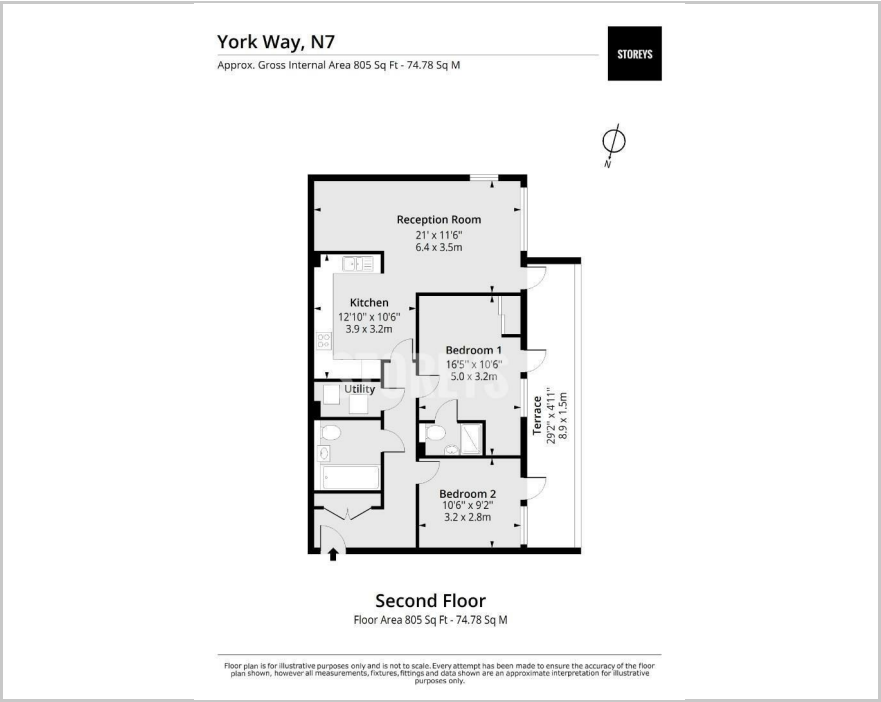 York Way, N7
Approx. Gross Internal Area 805 Sq Ft - 74.78 Sq M
STOREYS
N
Reception Room
21' x 11'6"
6.4 x 3.5m
Kitchen
12'10" x 10'6"
3.9 x 3.2m
Bedroom 1
16'5" x 10'6"
5.0 x 3.2m
STOREYS
Utility
Terrace
29'2" x 4'11"
8.9 x 1.5m
Bedroom 2
10'6" x 9'2"
3.2 x 2.8m
Second Floor
Floor Area 805 Sq Ft - 74.78 Sq M
Floor plan is for illustrative purposes only and is not to scale. Every attempt has been made to ensure the accuracy of the floor
plan shown, however all measurements, fixtures, fittings and data shown are an approximate interpretation for illustrative
purposes only.